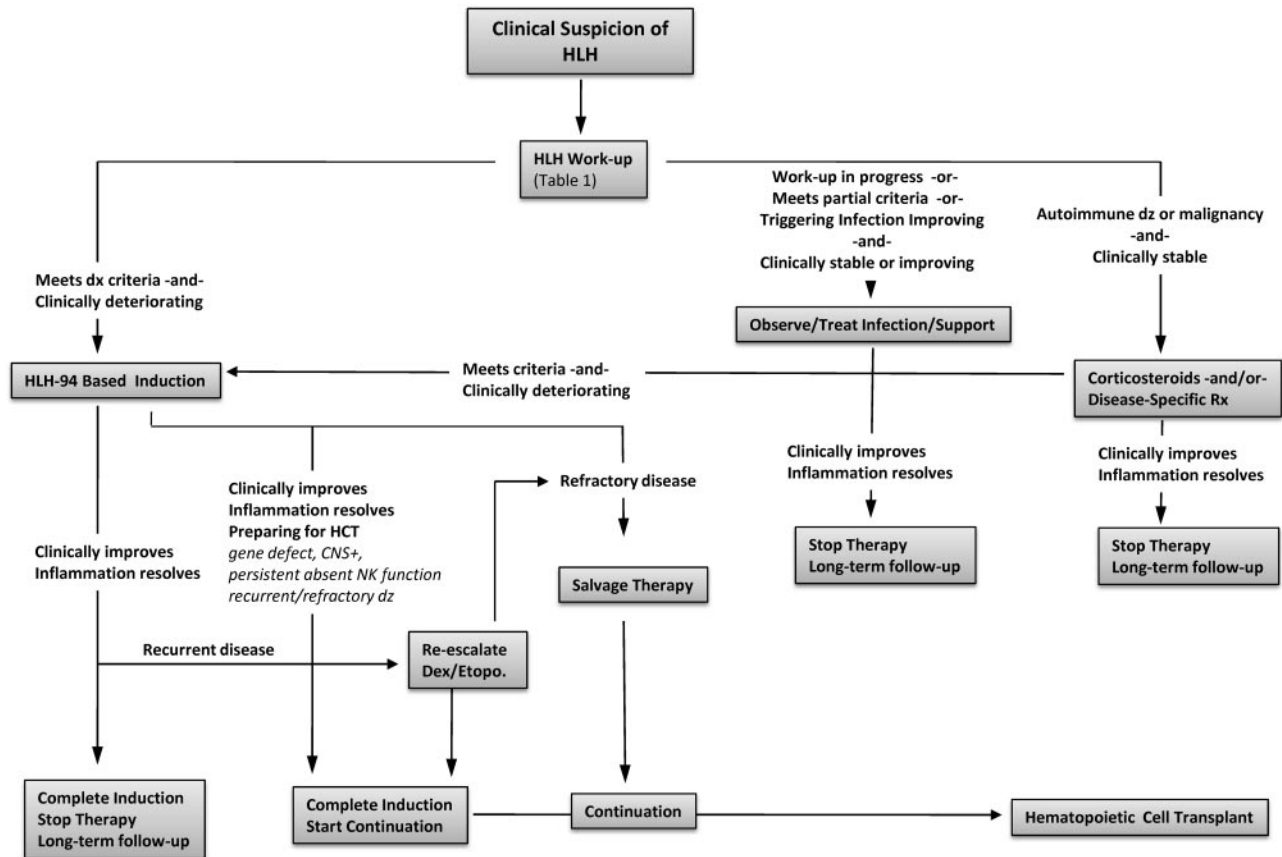 Clinical Suspicion of
HLH
HLH Work-up
(Table 1)
Work-up in progress -or-
Meets partial criteria -or-
Triggering Infection Improving
-and-
Clinically stable or improving
Autoimmune dz or malignancy
-and-
Clinically stable
Meets dx criteria -and-
Clinically deteriorating
Observe/Treat Infection/Support
HLH-94 Based Induction
Meets criteria -and-
Clinically deteriorating
Corticosteroids -and/or-
Disease-Specific Rx
Clinically improves
Inflammation resolves
Clinically improves
Inflammation resolves
Refractory disease
Clinically improves
Inflammation resolves
Preparing for HCT
gene defect, CNS+,
persistent absent NK function
recurrent/refractory dz
Clinically improves
Inflammation resolves
Stop Therapy
Long-term follow-up
Stop Therapy
Long-term follow-up
Salvage Therapy
Recurrent disease
Re-escalate
Dex/Etopo.
Complete Induction
Stop Therapy
Long-term follow-up
Complete Induction
Start Continuation
Continuation
Hematopoietic Cell Transplant